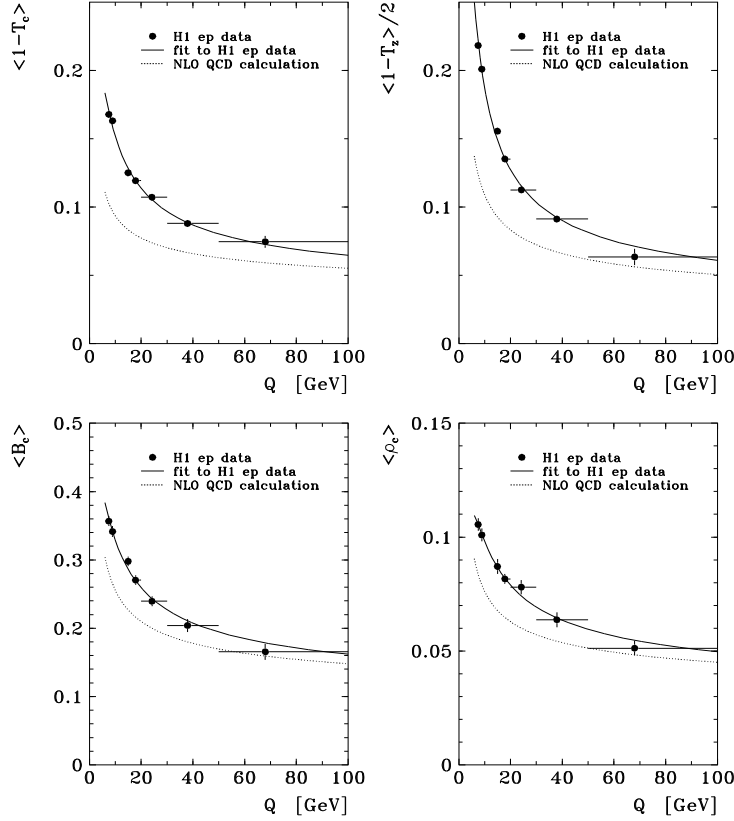 <1-T_c>
H1 ep data
fit to H1 ep data
NLO QCD calculation
0.2
0.1
0
0 20 40 60 80 100
Q [GeV]
<1-T_z>/2
H1 ep data
fit to H1 ep data
NLO QCD calculation
0.2
0.1
0
0 20 40 60 80 100
Q [GeV]
<B_c>
H1 ep data
fit to H1 ep data
NLO QCD calculation
0.5
0.4
0.3
0.2
0.1
0
0 20 40 60 80 100
Q [GeV]
<ρ_c>
H1 ep data
fit to H1 ep data
NLO QCD calculation
0.15
0.1
0.05
0
0 20 40 60 80 100
Q [GeV]